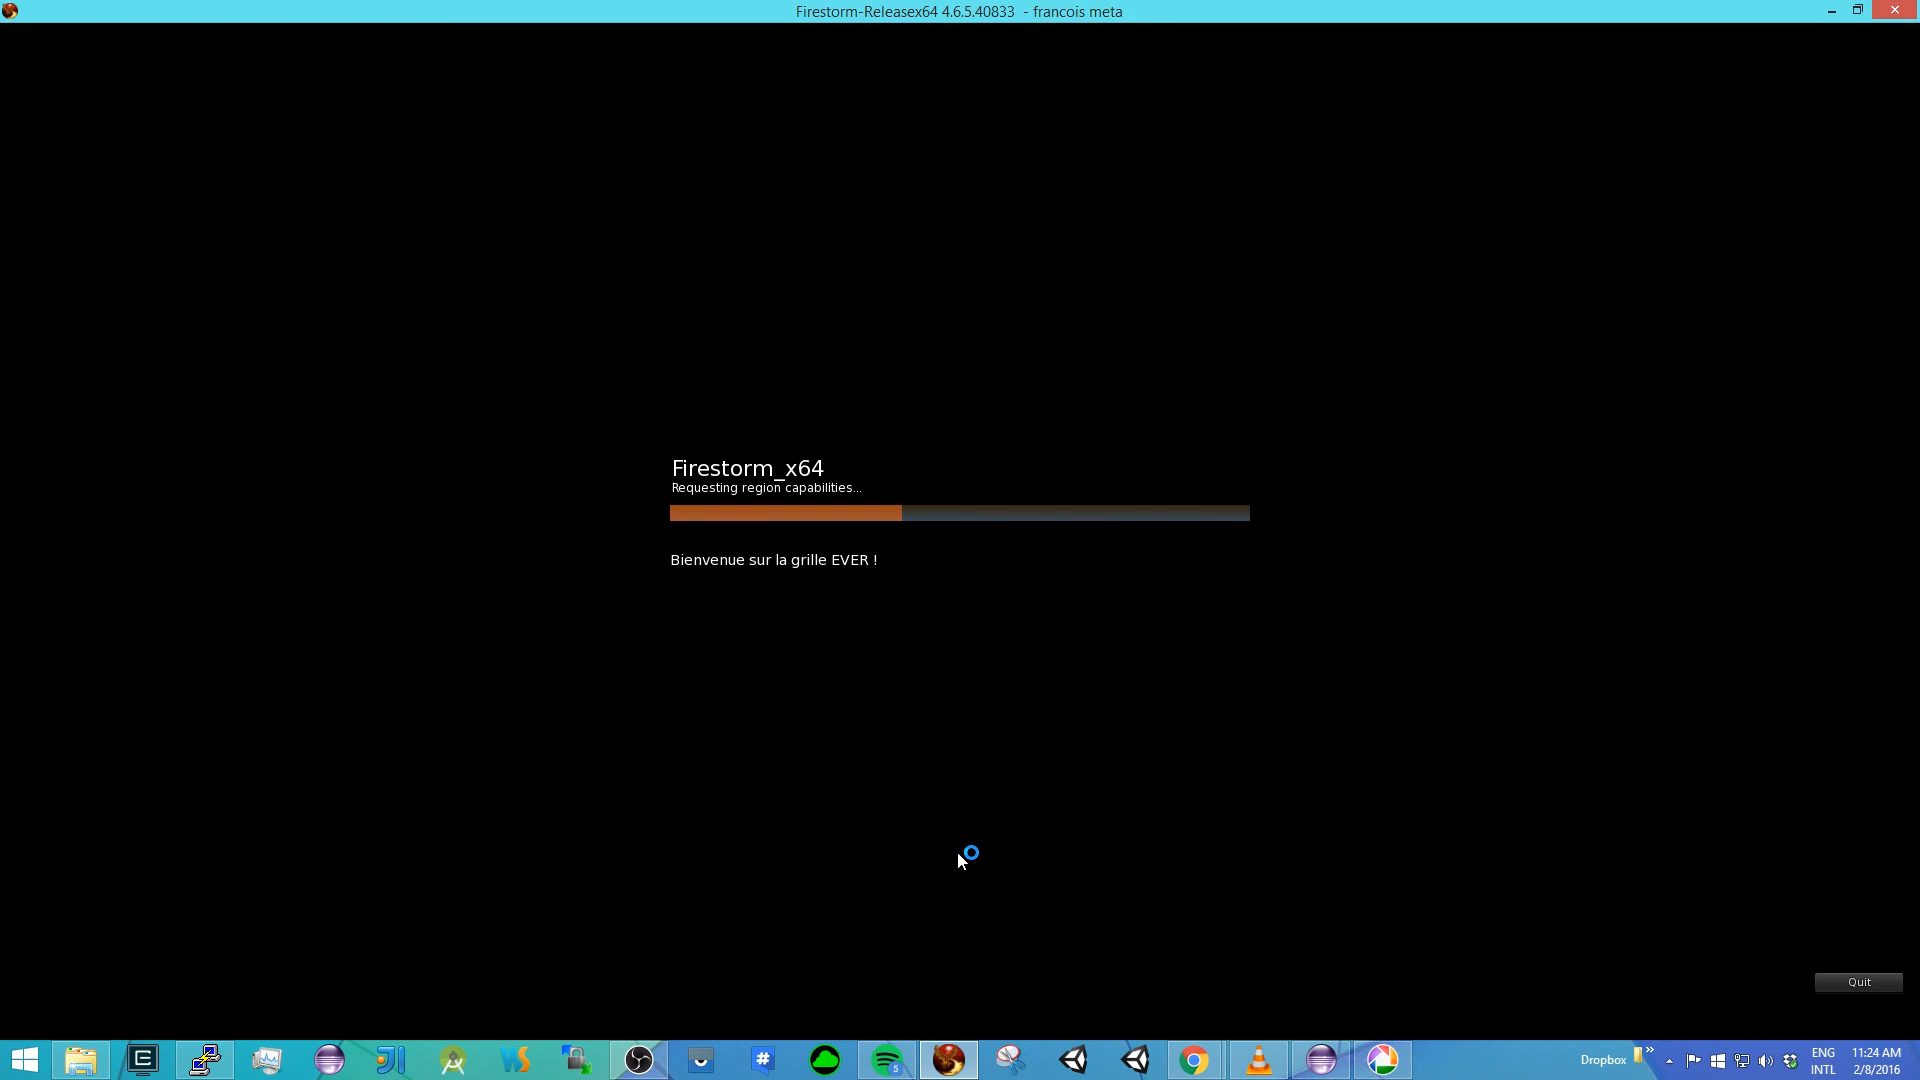 Firestorm-Releasex64 4.6.5.40833 - francois meta
Firestorm_x64
Requesting region capabilities...
Bienvenue sur la grille EVER !
Quit
Dropbox
ENG
INTL
11:24 AM
2/8/2016